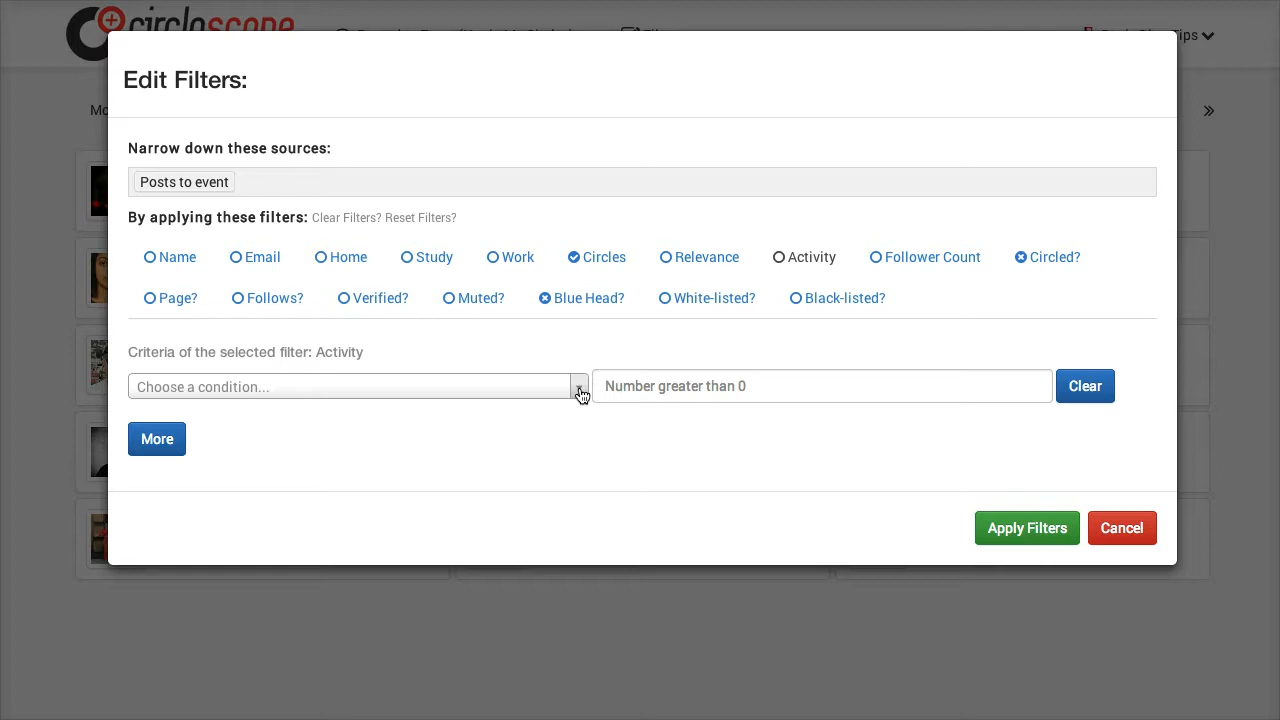 circloscope
Tips
Mo
»
Edit Filters:
Narrow down these sources:
Posts to event
By applying these filters: Clear Filters? Reset Filters?
Name Email Home Study Work Circles Relevance Activity Follower Count Circled?
Page? Follows? Verified? Muted? Blue Head? White-listed? Black-listed?
Criteria of the selected filter: Activity
Choose a condition... Number greater than 0 Clear
More
Apply Filters Cancel